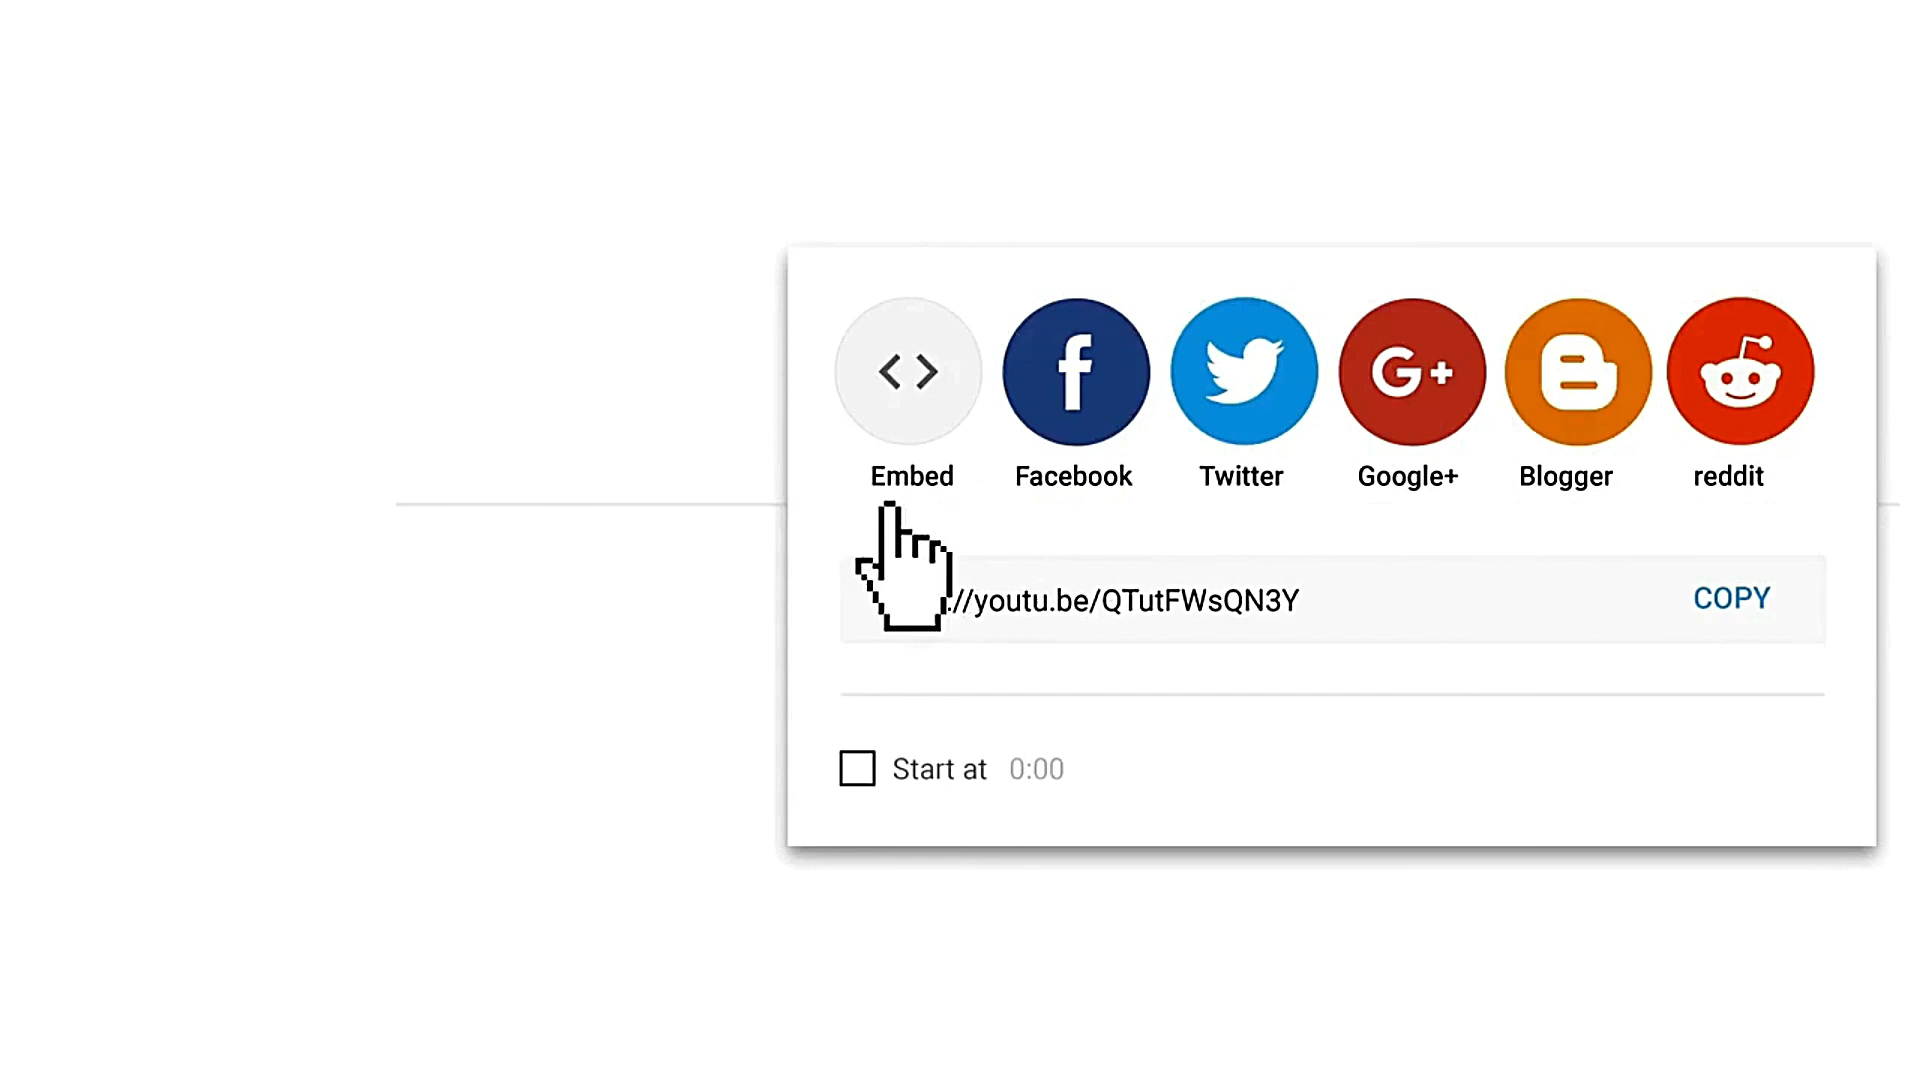 Embed Facebook Twitter Google+ Blogger reddit
://youtu.be/QTutFWsQN3Y COPY
Start at 0:00